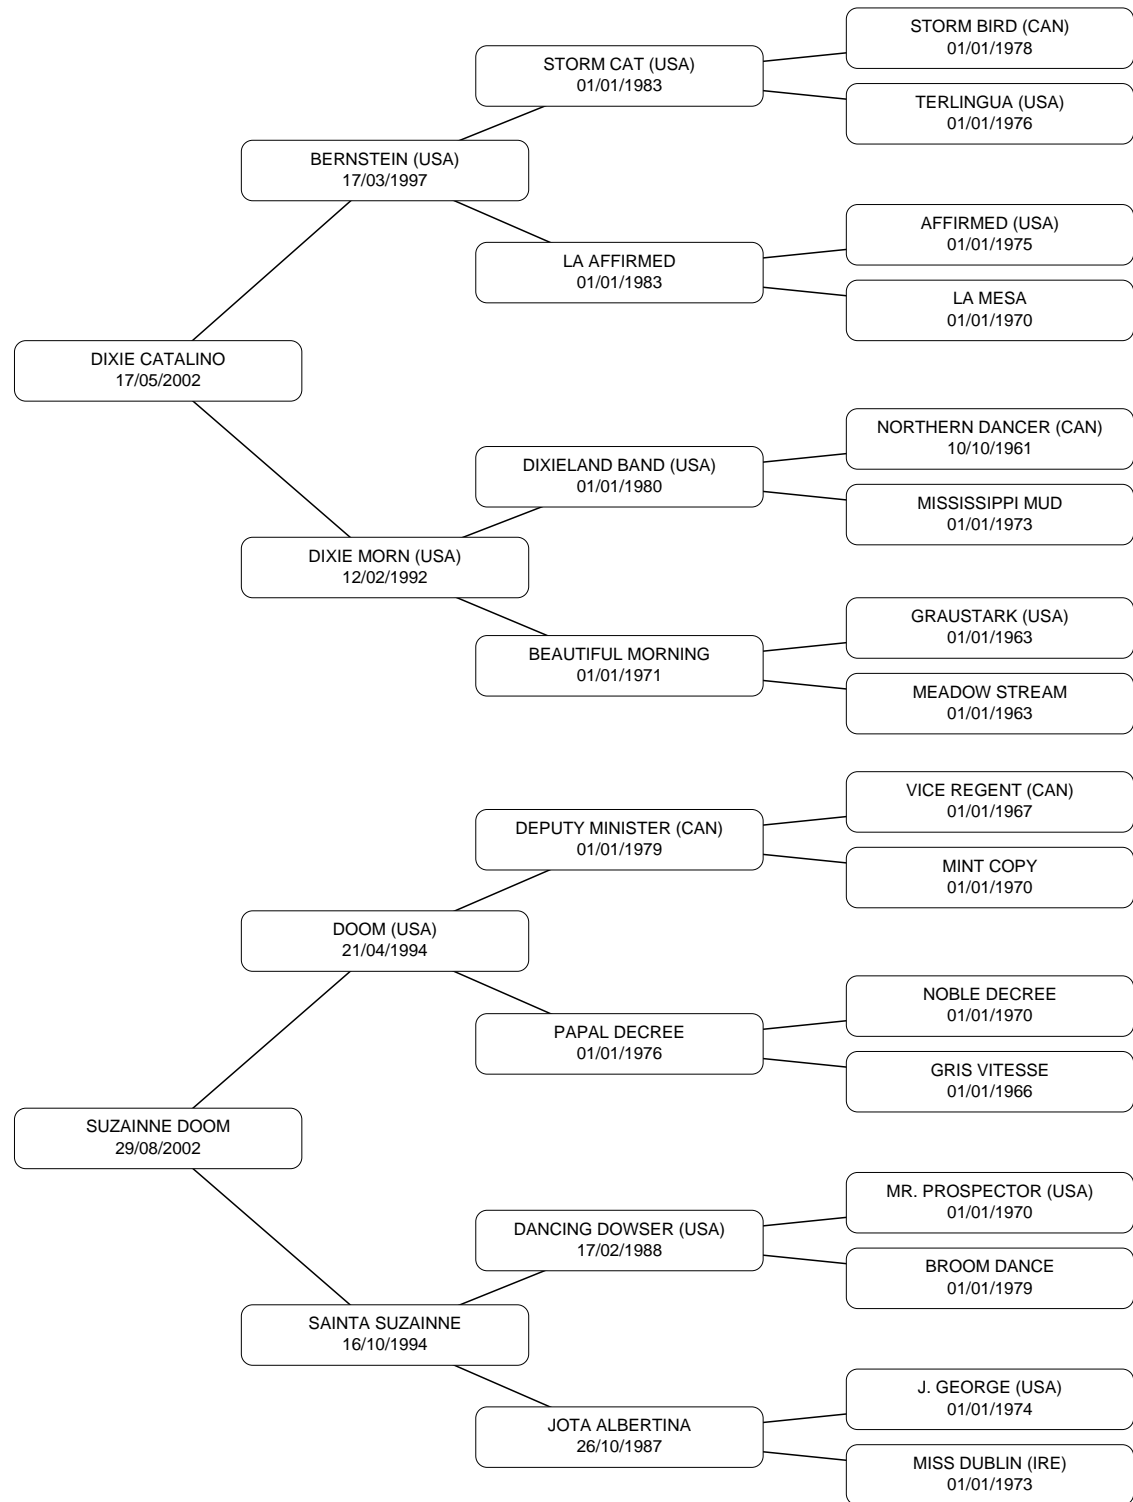 STORM BIRD (CAN)
01/01/1978
STORM CAT (USA)
01/01/1983
TERLINGUA (USA)
01/01/1976
BERNSTEIN (USA)
17/03/1997
AFFIRMED (USA)
01/01/1975
LA AFFIRMED
01/01/1983
LA MESA
01/01/1970
DIXIE CATALINO
17/05/2002
NORTHERN DANCER (CAN)
10/10/1961
DIXIELAND BAND (USA)
01/01/1980
MISSISSIPPI MUD
01/01/1973
DIXIE MORN (USA)
12/02/1992
GRAUSTARK (USA)
01/01/1963
BEAUTIFUL MORNING
01/01/1971
MEADOW STREAM
01/01/1963
VICE REGENT (CAN)
01/01/1967
DEPUTY MINISTER (CAN)
01/01/1979
MINT COPY
01/01/1970
DOOM (USA)
21/04/1994
NOBLE DECREE
01/01/1970
PAPAL DECREE
01/01/1976
GRIS VITESSE
01/01/1966
SUZAINNE DOOM
29/08/2002
MR. PROSPECTOR (USA)
01/01/1970
DANCING DOWSER (USA)
17/02/1988
BROOM DANCE
01/01/1979
SAINTA SUZAINNE
16/10/1994
J. GEORGE (USA)
01/01/1974
JOTA ALBERTINA
26/10/1987
MISS DUBLIN (IRE)
01/01/1973